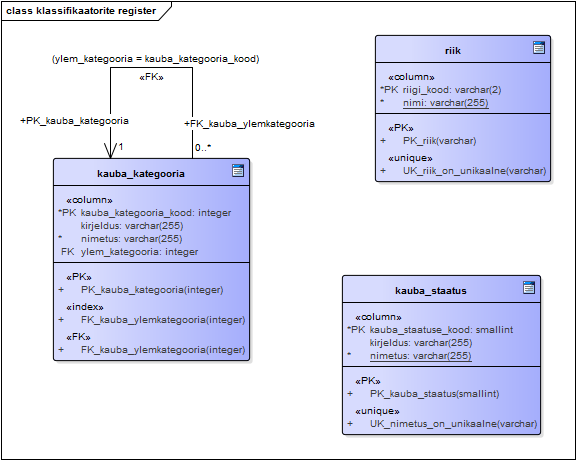 class klassifikaatorite register
(ylem_kategooria = kauba_kategooria_kood)
«FK»
+PK_kauba_kategooria
+FK_kauba_ylemkategooria
1
0..*
kauba_kategooria
«column»
*PK kauba_kategooria_kood: integer
kirjeldus: varchar(255)
* nimetus: varchar(255)
FK ylem_kategooria: integer
«PK»
+ PK_kauba_kategooria(integer)
«index»
+ FK_kauba_ylemkategooria(integer)
«FK»
+ FK_kauba_ylemkategooria(integer)
riik
«column»
*PK riigi_kood: varchar(2)
* nimi: varchar(255)
«PK»
+ PK_riik(varchar)
«unique»
+ UK_riik_on_unikaalne(varchar)
kauba_staatus
«column»
*PK kauba_staatuse_kood: smallint
kirjeldus: varchar(255)
* nimetus: varchar(255)
«PK»
+ PK_kauba_staatus(smallint)
«unique»
+ UK_nimetus_on_unikaalne(varchar)